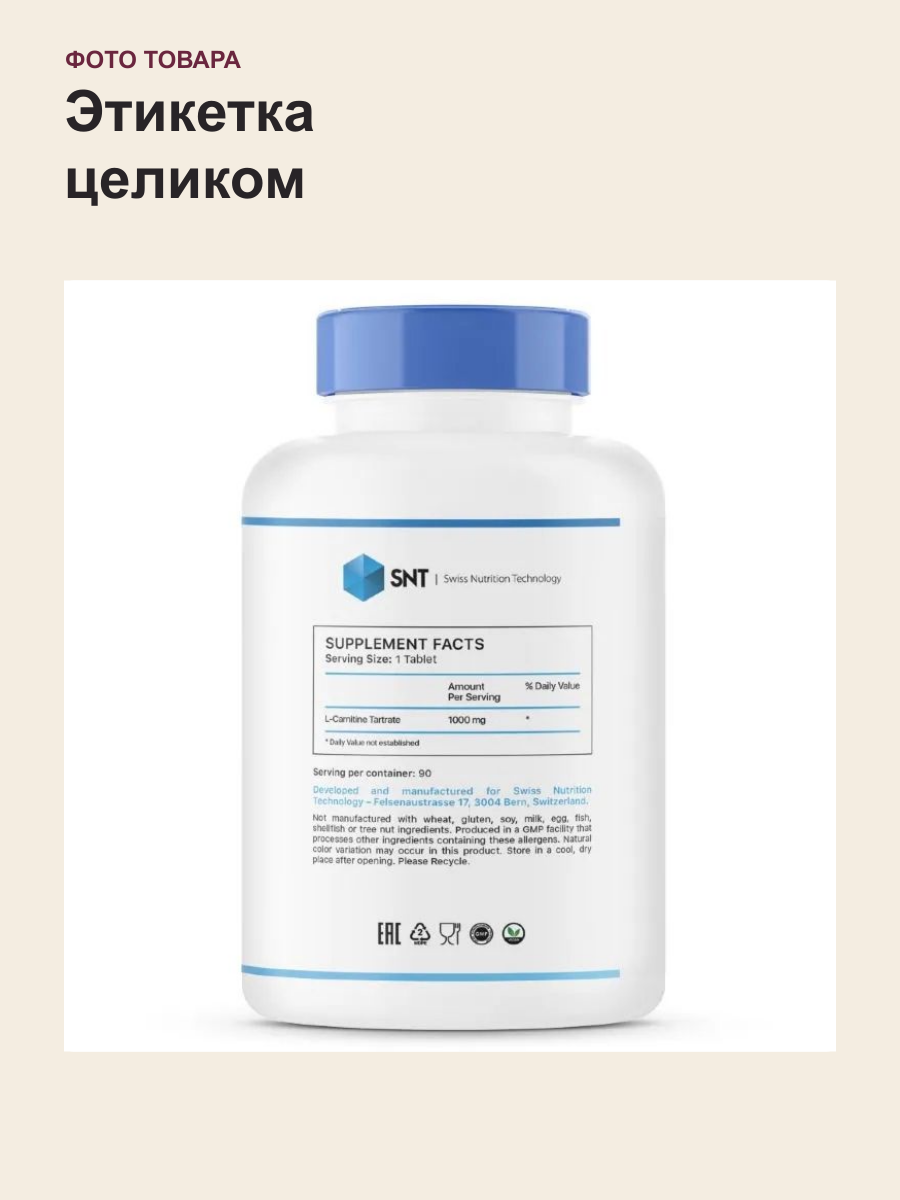 ФОТО ТОВАРА
Этикетка
целиком
SNT | Swiss Nutrition Technology
SUPPLEMENT FACTS
Serving Size: 1 Tablet
Amount % Daily Value
Per Serving
L-Carnitine Tartrate 1000 mg *
* Daily Value not established
Serving per container: 90
Developed and manufactured for Swiss Nutrition
Technology – Felsenaustrasse 17, 3004 Bern, Switzerland.
Not manufactured with wheat, gluten, soy, milk, egg, fish,
shellfish or tree nut ingredients. Produced in a GMP facility that
processes other ingredients containing these allergens. Natural
color variation may occur in this product. Store in a cool, dry
place after opening. Please Recycle.
EAC 2 HDPE GMP